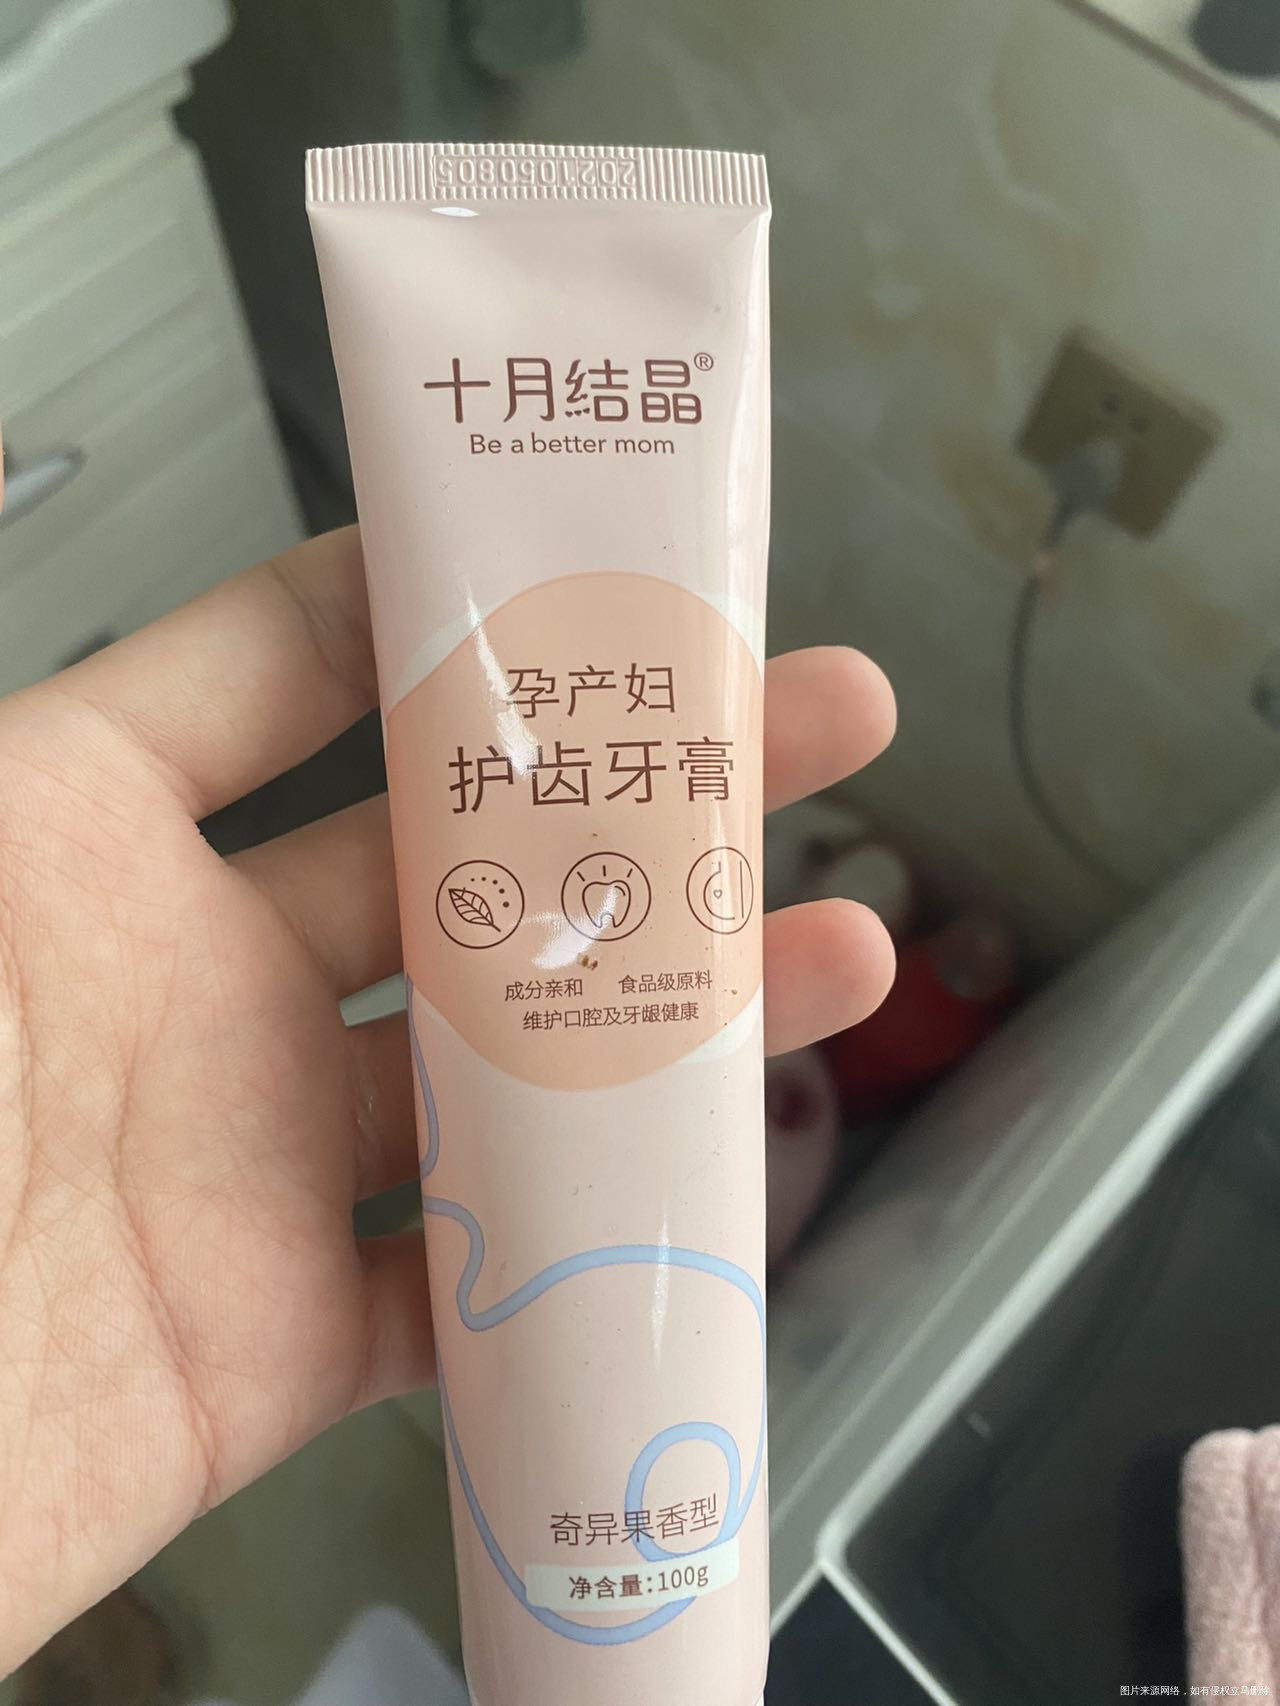 2021050805
十月结晶®
Be a better mom
孕产妇
护齿牙膏
成分亲和 食品级原料
维护口腔及牙龈健康
奇异果香型
净含量:100g
图片来源网络，如有侵权立马删除